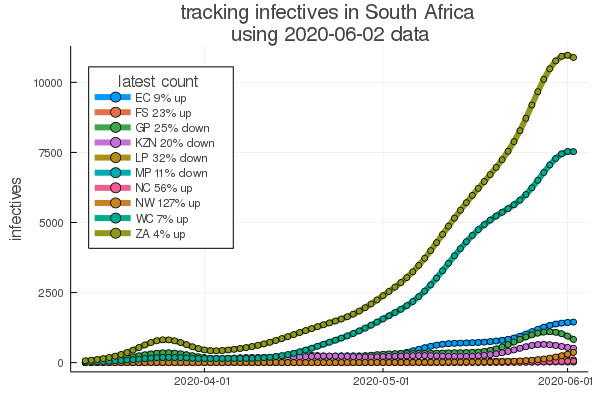 tracking infectives in South Africa
using 2020-06-02 data
latest count
EC 9% up
FS 23% up
GP 25% down
KZN 20% down
LP 32% down
MP 11% down
NC 56% up
NW 127% up
WC 7% up
ZA 4% up
infectives
10000
7500
5000
2500
0
2020-04-01
2020-05-01
2020-06-01